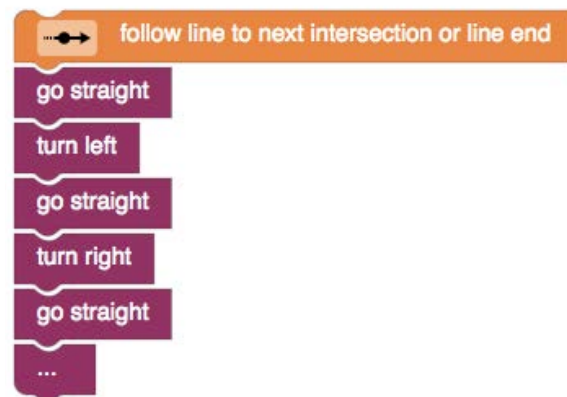 follow line to next intersection or line end
go straight
turn left
go straight
turn right
go straight
...